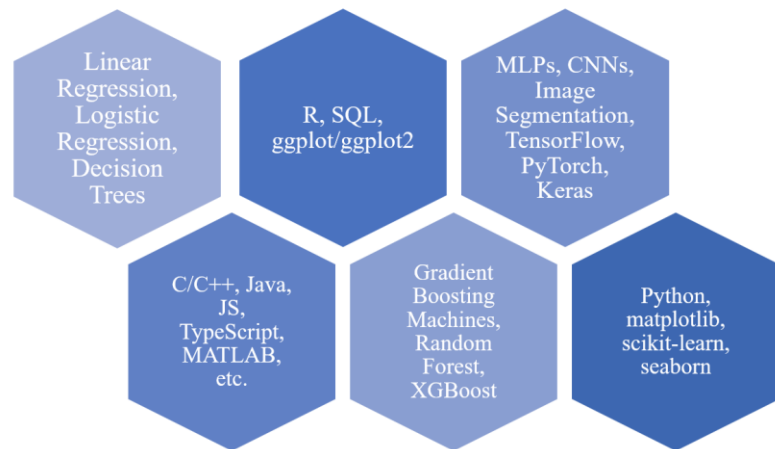 Linear
Regression,
Logistic
Regression,
Decision
Trees
R, SQL,
ggplot/ggplot2
MLPs, CNNs,
Image
Segmentation,
TensorFlow,
PyTorch,
Keras
C/C++, Java,
JS,
TypeScript,
MATLAB,
etc.
Gradient
Boosting
Machines,
Random
Forest,
XGBoost
Python,
matplotlib,
scikit-learn,
seaborn